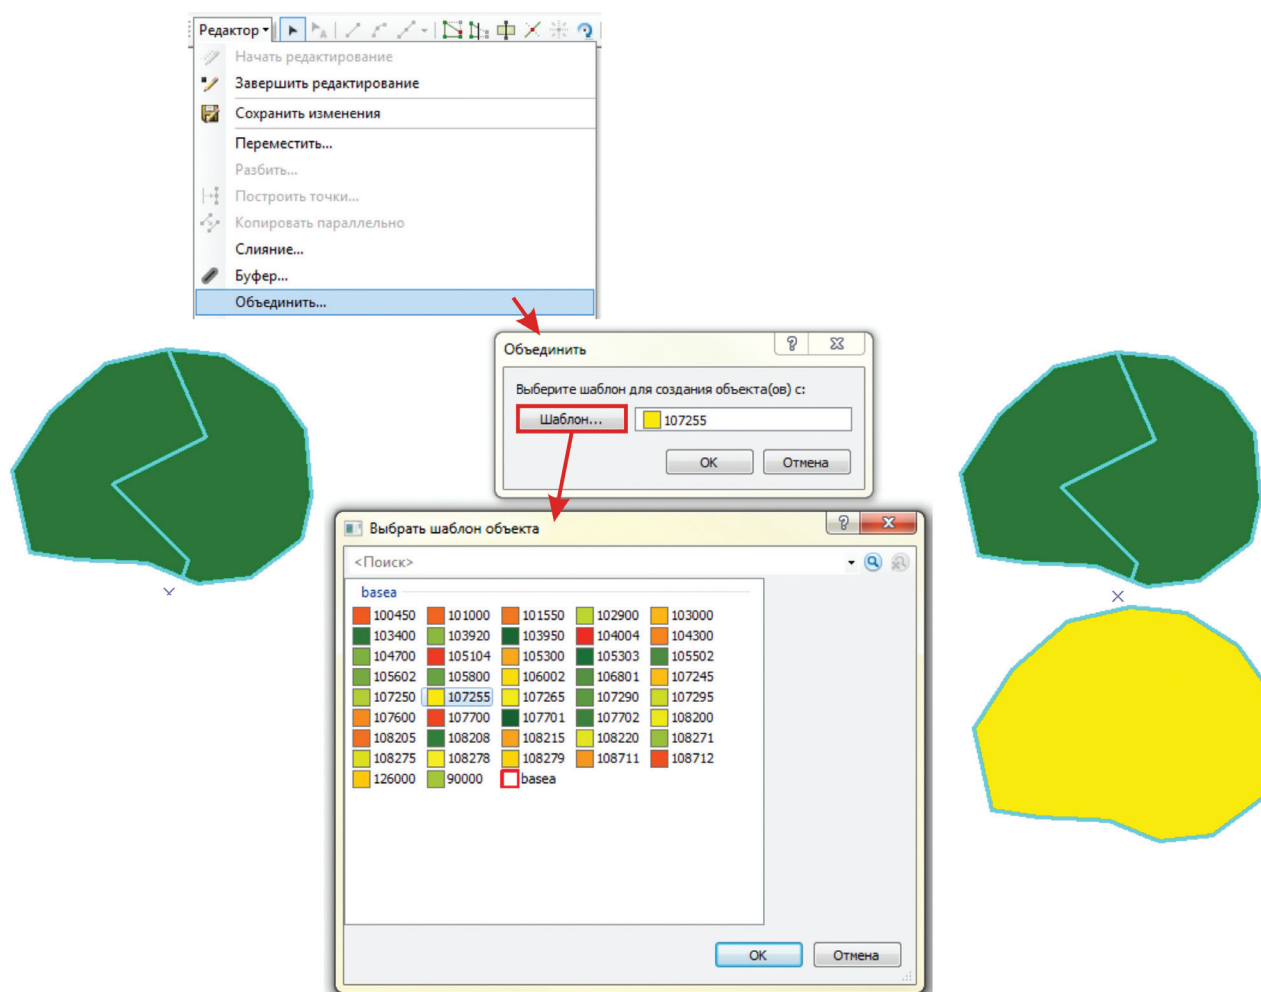 Редактор
Начать редактирование
Завершить редактирование
Сохранить изменения
Переместить...
Разбить...
Построить точки...
Копировать параллельно
Слияние...
Буфер...
Объединить...
Объединить
Выберите шаблон для создания объекта(ов) с:
Шаблон... 107255
OK Отмена
Выбрать шаблон объекта
<Поиск>
basea
100450 101000 101550 102900 103000
103400 103920 103950 104004 104300
104700 105104 105300 105303 105502
105602 105800 106002 106801 107245
107250 107255 107265 107290 107295
107600 107700 107701 107702 108200
108205 108208 108215 108220 108271
108275 108278 108279 108711 108712
126000 90000 basea
OK Отмена